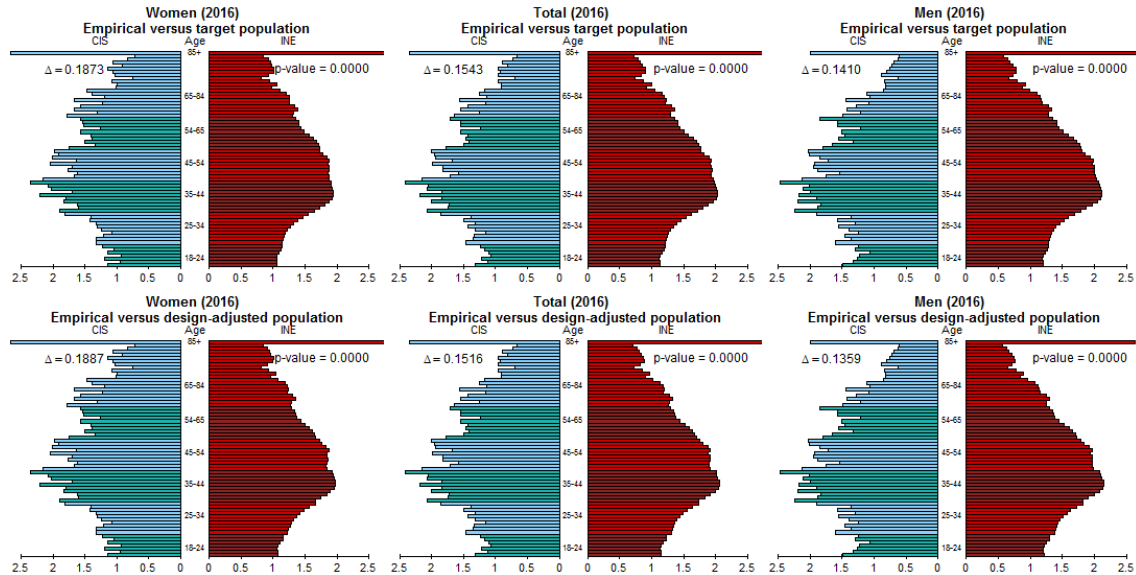 Women (2016)
Empirical versus target population
CIS Age INE
Δ = 0.1873
p-value = 0.0000
85+
65-84
54-65
45-54
35-44
25-34
18-24
2.5 2 1.5 1 0.5 0 0 0.5 1 1.5 2 2.5
Total (2016)
Empirical versus target population
CIS Age INE
Δ = 0.1543
p-value = 0.0000
85+
65-84
54-65
45-54
35-44
25-34
18-24
2.5 2 1.5 1 0.5 0 0 0.5 1 1.5 2 2.5
Men (2016)
Empirical versus target population
CIS Age INE
Δ = 0.1410
p-value = 0.0000
85+
65-84
54-65
45-54
35-44
25-34
18-24
2.5 2 1.5 1 0.5 0 0 0.5 1 1.5 2 2.5
Women (2016)
Empirical versus design-adjusted population
CIS Age INE
Δ = 0.1887
p-value = 0.0000
85+
65-84
54-65
45-54
35-44
25-34
18-24
2.5 2 1.5 1 0.5 0 0 0.5 1 1.5 2 2.5
Total (2016)
Empirical versus design-adjusted population
CIS Age INE
Δ = 0.1516
p-value = 0.0000
85+
65-84
54-65
45-54
35-44
25-34
18-24
2.5 2 1.5 1 0.5 0 0 0.5 1 1.5 2 2.5
Men (2016)
Empirical versus design-adjusted population
CIS Age INE
Δ = 0.1359
p-value = 0.0000
85+
65-84
54-65
45-54
35-44
25-34
18-24
2.5 2 1.5 1 0.5 0 0 0.5 1 1.5 2 2.5